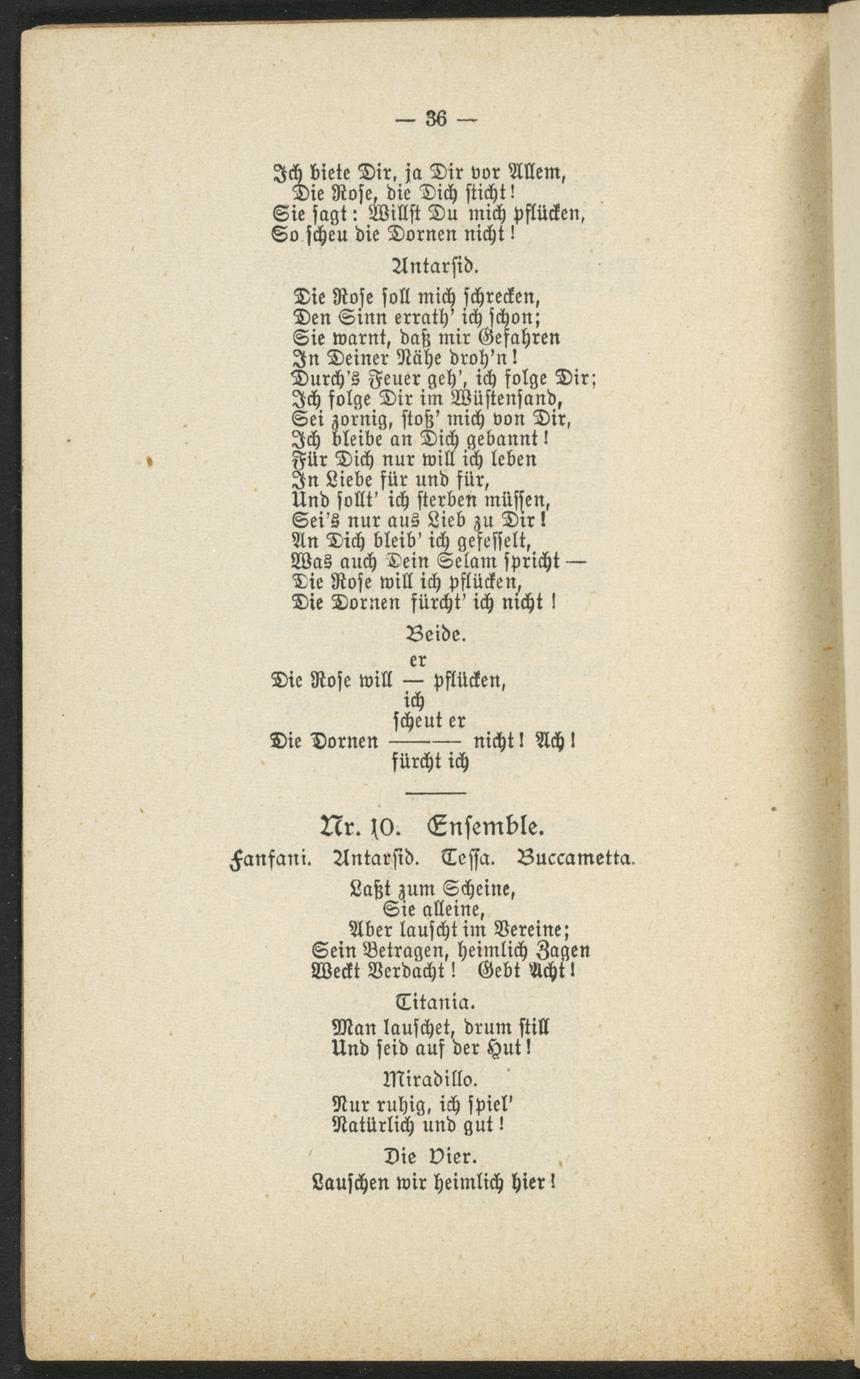 — 36 —
Ich biete Dir, ja Dir vor Allem,
Die Rose, die Dich sticht!
Sie sagt: Willst Du mich pflücken,
So scheu die Dornen nicht!
Antarsid.
Die Rose soll mich schrecken,
Den Sinn errath' ich schon;
Sie warnt, daß mir Gefahren
In Deiner Nähe droh'n!
Durch's Feuer geh', ich folge Dir;
Ich folge Dir im Wüstensand,
Sei zornig, stoß' mich von Dir,
Ich bleibe an Dich gebannt!
Für Dich nur will ich leben
In Liebe für und für,
Und sollt' ich sterben müssen,
Sei's nur aus Lieb zu Dir!
An Dich bleib' ich gefesselt,
Was auch Dein Selam spricht —
Die Rose will ich pflücken,
Die Dornen fürcht' ich nicht!
Beide.
er
Die Rose will — pflücken,
ich
scheut er
Die Dornen ——— nicht! Ach!
fürcht ich
Nr. 10. Ensemble.
Fanfani. Antarsid. Tessa. Buccametta.
Laßt zum Scheine,
Sie alleine,
Aber lauscht im Vereine;
Sein Betragen, heimlich Zagen
Weckt Verdacht! Gebt Acht!
Titania.
Man lauschet, drum still
Und seid auf der Hut!
Miradillo.
Nur ruhig, ich spiel'
Natürlich und gut!
Die Vier.
Lauschen wir heimlich hier!